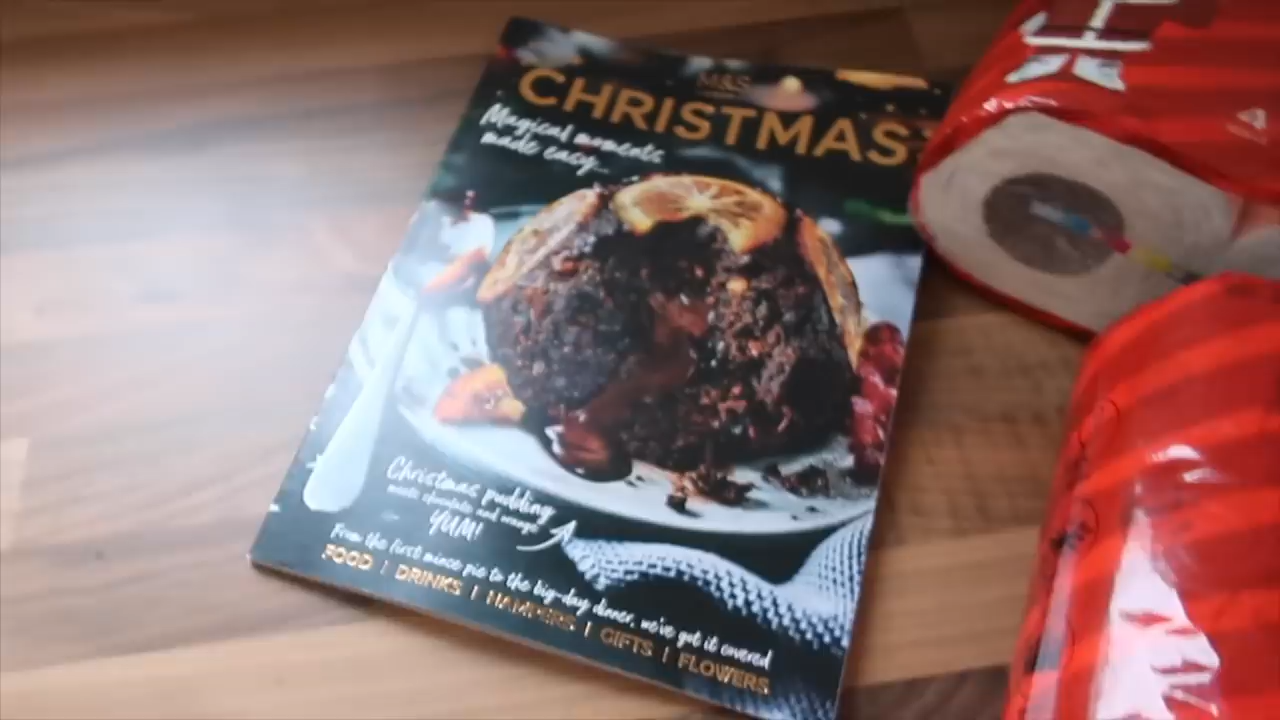 M&S
CHRISTMAS
Magical moments
made easy...
Christmas pudding
meets chocolate and orange
YUM!
From the first mince pie to the big-day dinner, we've got it covered
FOOD | DRINKS | HAMPERS | GIFTS | FLOWERS
4